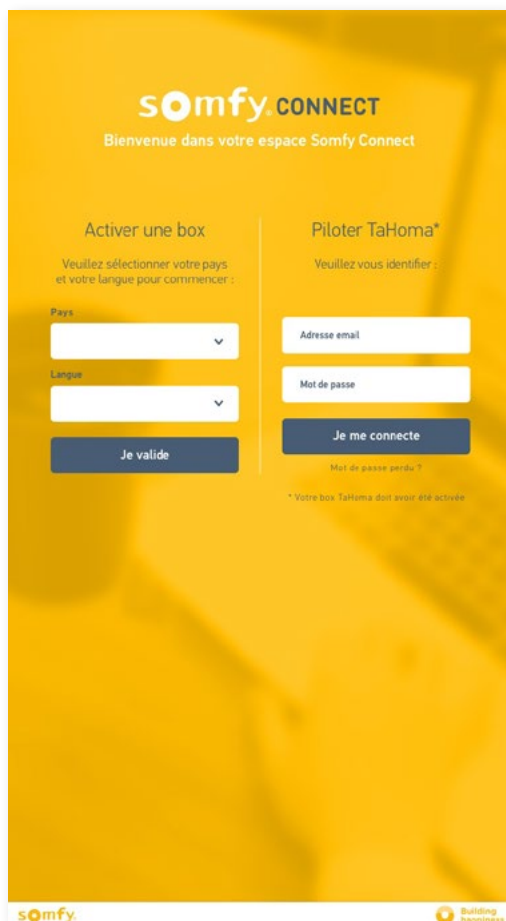 somfy. CONNECT
Bienvenue dans votre espace Somfy Connect
Activer une box
Veuillez sélectionner votre pays
et votre langue pour commencer :
Pays
Langue
Je valide
Piloter TaHoma*
Veuillez vous identifier :
Adresse email
Mot de passe
Je me connecte
Mot de passe perdu ?
* Votre box TaHoma doit avoir été activée
somfy.
Building
happiness